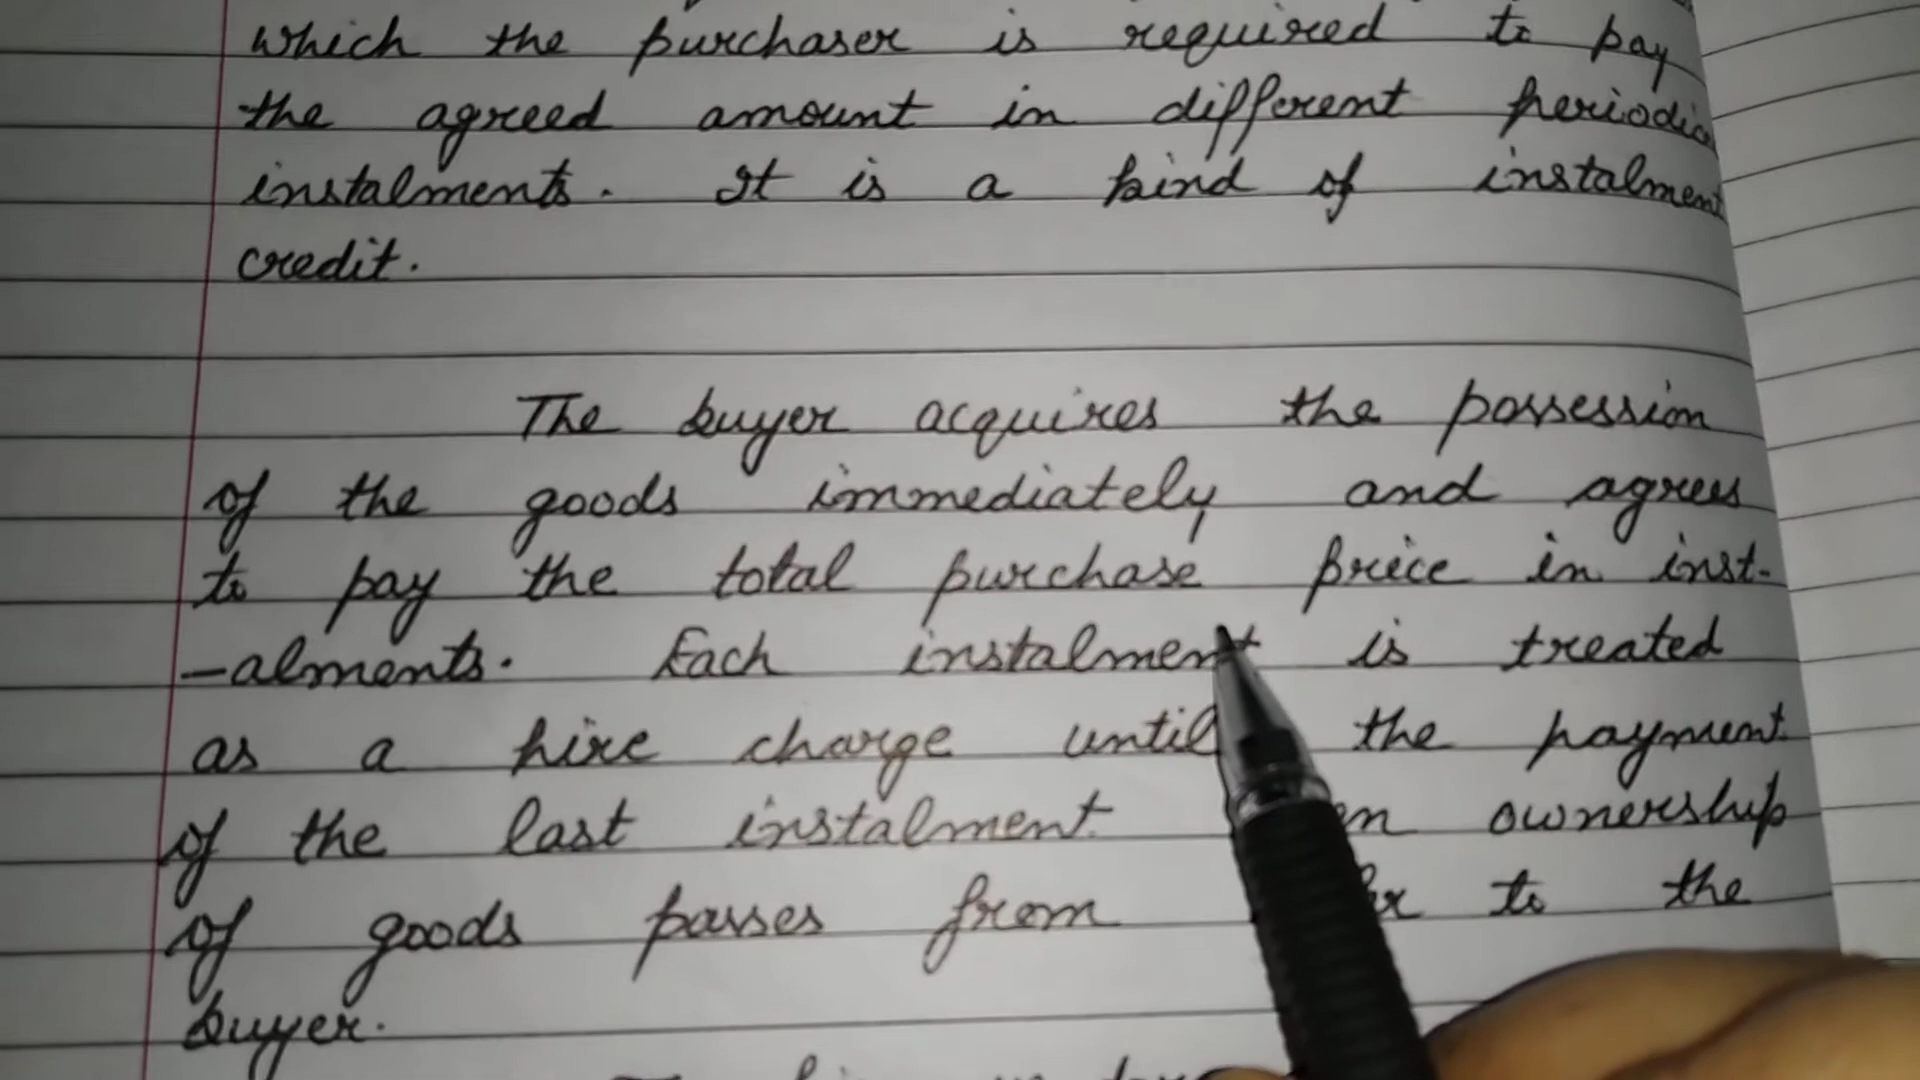 which the purchaser is required to pay
the agreed amount in different periodic
instalments. It is a kind of instalment
credit.
The buyer acquires the possession
of the goods immediately and agrees
to pay the total purchase price in inst-
-alments. Each instalment is treated
as a hire charge until the payment
of the last instalment ownership
of goods passes from to the
buyer.